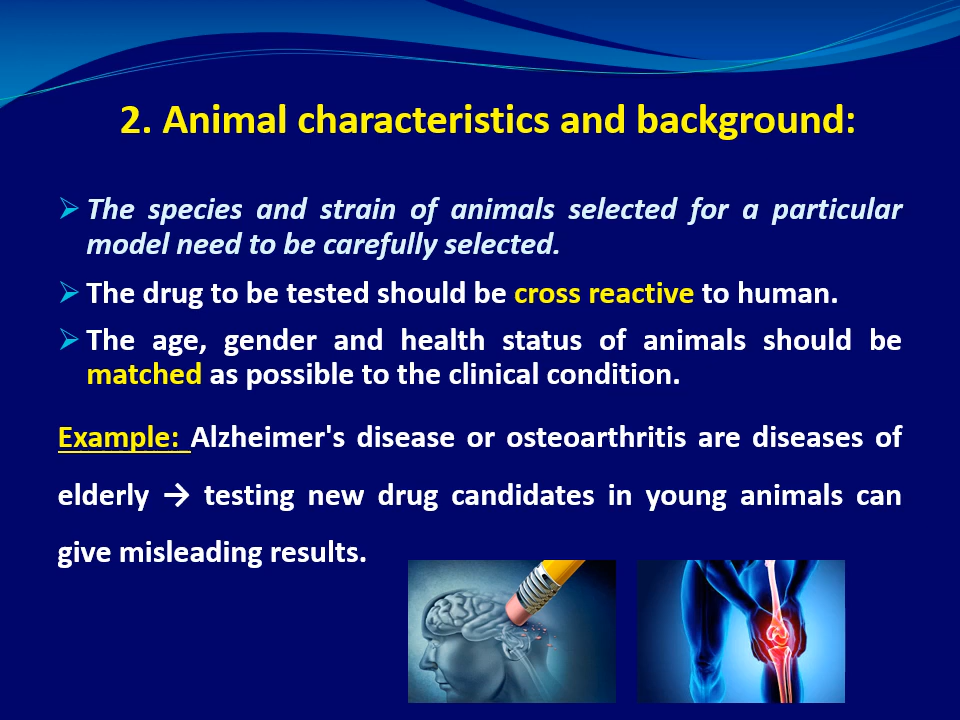 2. Animal characteristics and background:
➢ The species and strain of animals selected for a particular
model need to be carefully selected.
➢ The drug to be tested should be cross reactive to human.
➢ The age, gender and health status of animals should be
matched as possible to the clinical condition.
Example: Alzheimer's disease or osteoarthritis are diseases of
elderly → testing new drug candidates in young animals can
give misleading results.